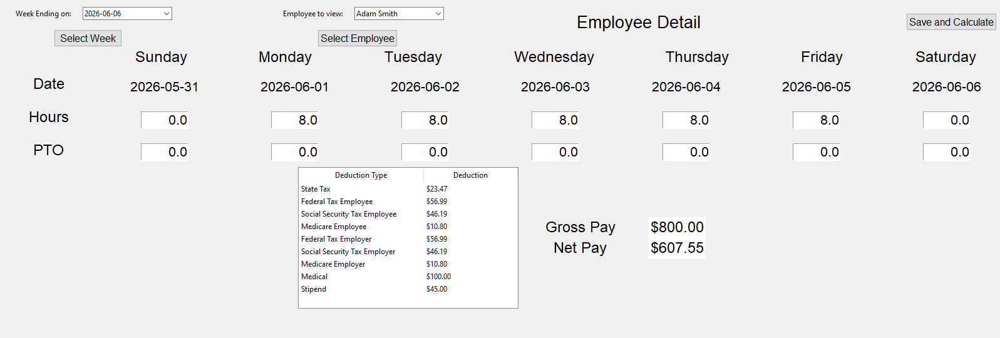 Week Ending on: 2026-06-06 Employee to view: Adam Smith
Employee Detail Save and Calculate
Select Week Select Employee
Sunday Monday Tuesday Wednesday Thursday Friday Saturday
Date 2026-05-31 2026-06-01 2026-06-02 2026-06-03 2026-06-04 2026-06-05 2026-06-06
Hours 0.0 8.0 8.0 8.0 8.0 8.0 0.0
PTO 0.0 0.0 0.0 0.0 0.0 0.0 0.0
Deduction Type Deduction
State Tax $23.47
Federal Tax Employee $56.99
Social Security Tax Employee $46.19
Medicare Employee $10.80
Federal Tax Employer $56.99
Social Security Tax Employer $46.19
Medicare Employer $10.80
Medical $100.00
Stipend $45.00
Gross Pay $800.00
Net Pay $607.55